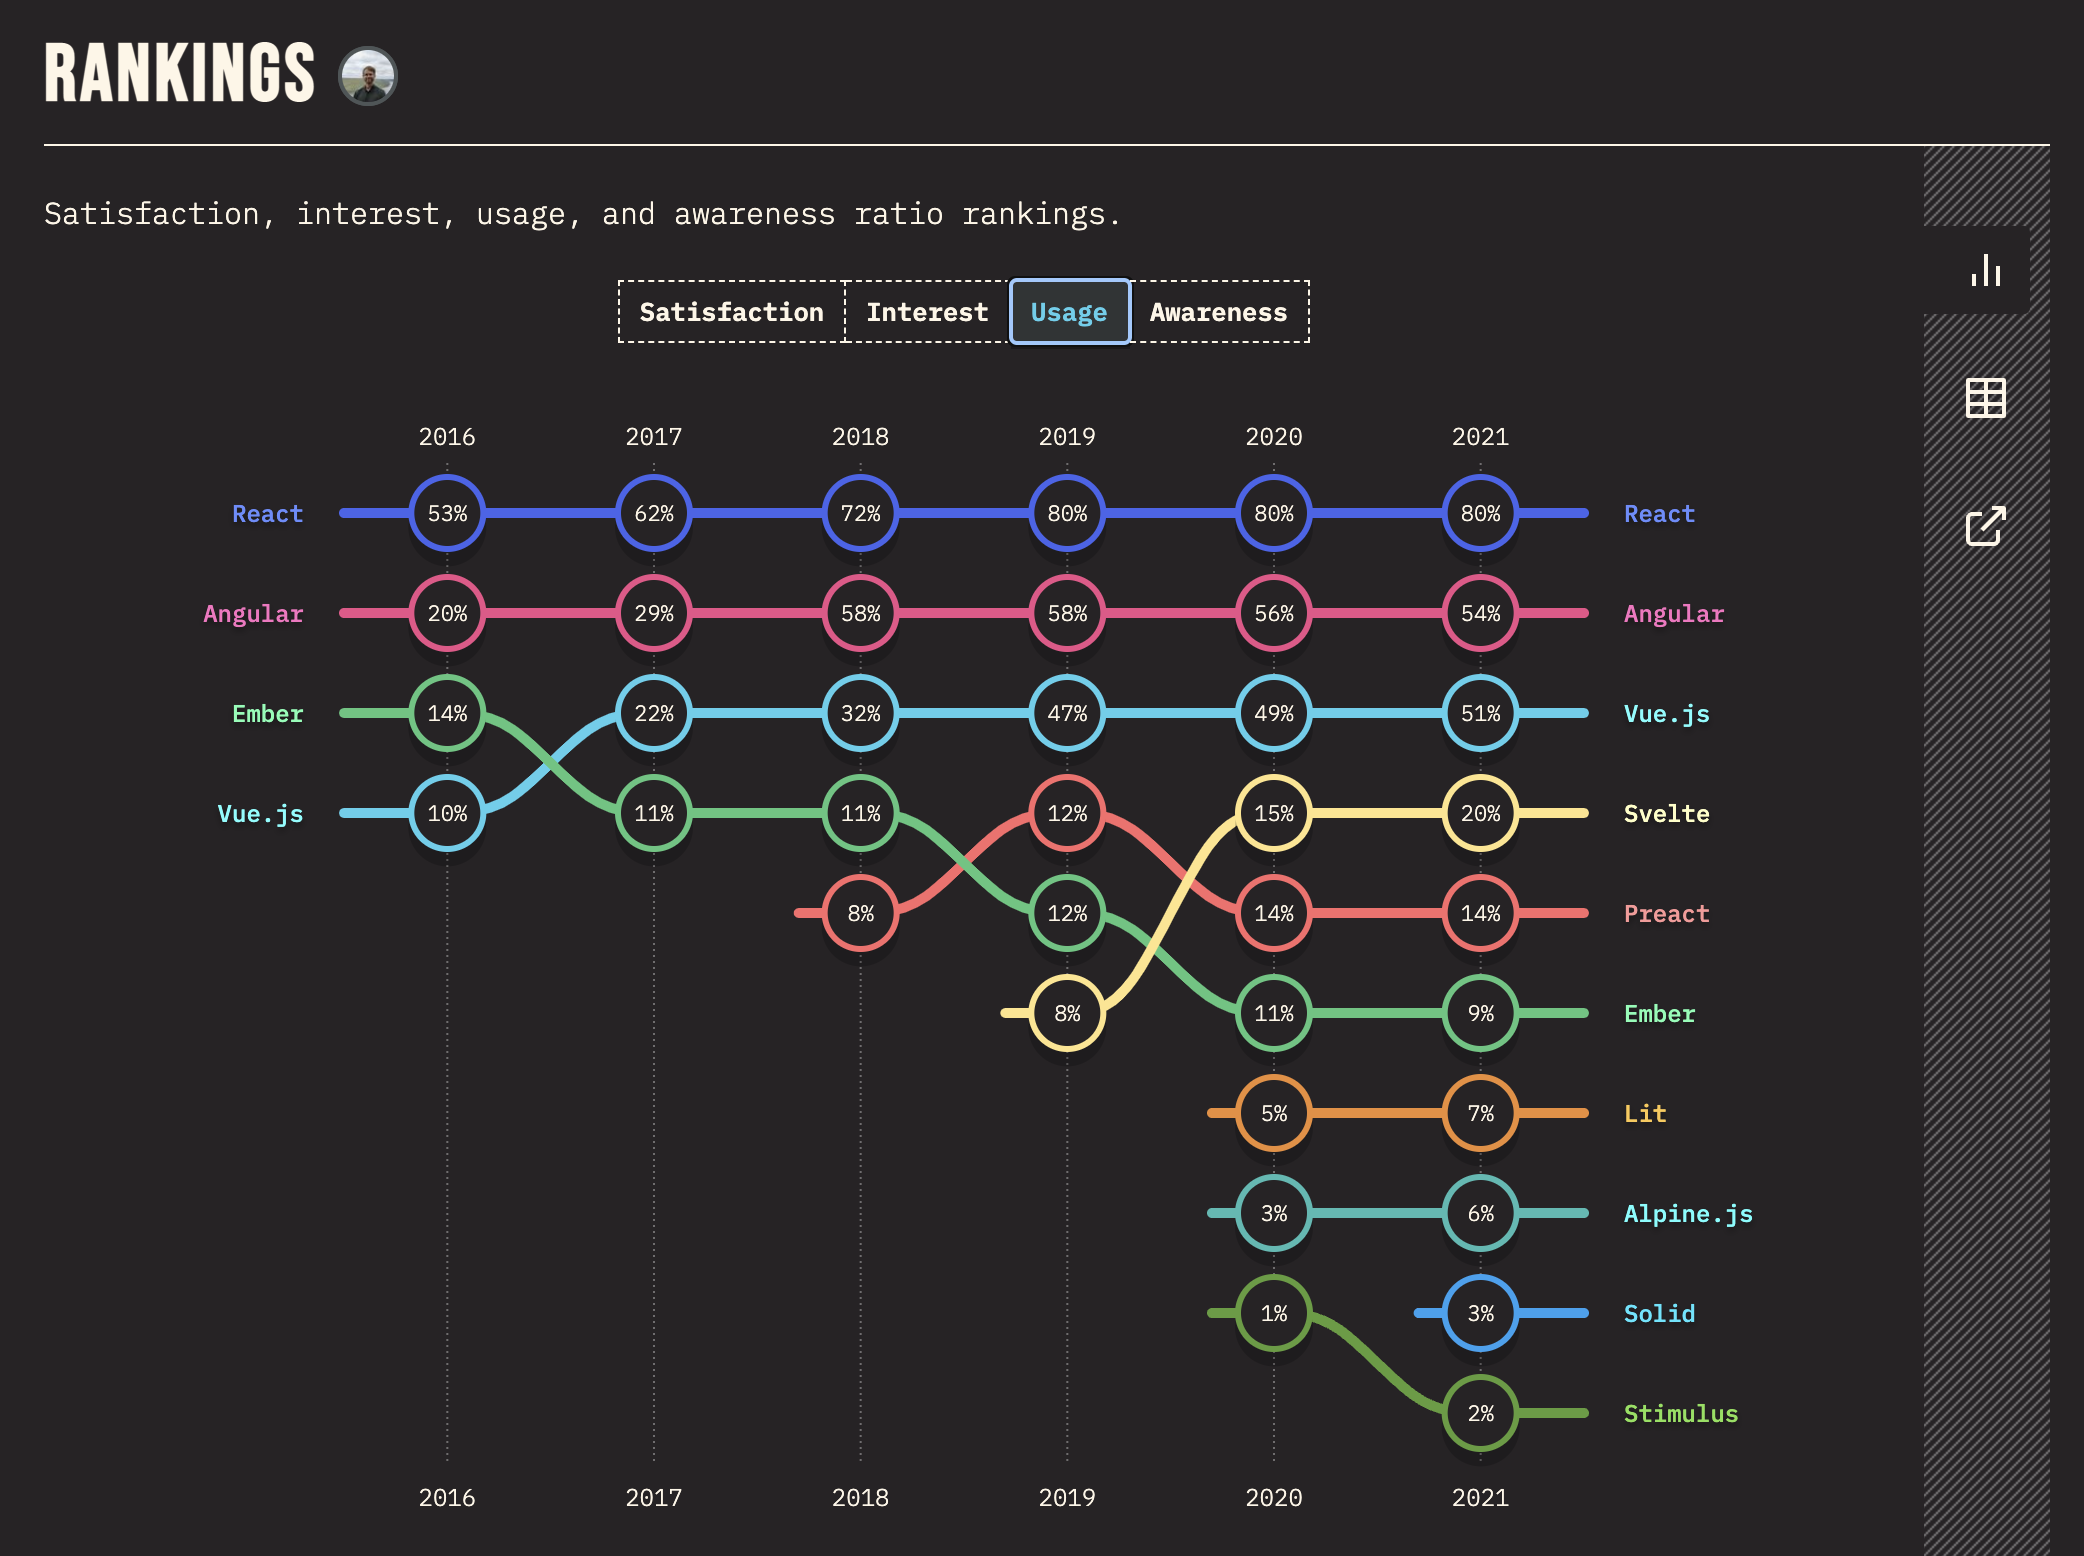 RANKINGS
Satisfaction, interest, usage, and awareness ratio rankings.
Satisfaction Interest Usage Awareness
2016 2017 2018 2019 2020 2021
React 53% 62% 72% 80% 80% 80% React
Angular 20% 29% 58% 58% 56% 54% Angular
Ember 14% 22% 32% 47% 49% 51% Vue.js
Vue.js 10% 11% 11% 12% 15% 20% Svelte
8% 12% 14% 14% Preact
8% 11% 9% Ember
5% 7% Lit
3% 6% Alpine.js
1% 3% Solid
2% Stimulus
2016 2017 2018 2019 2020 2021